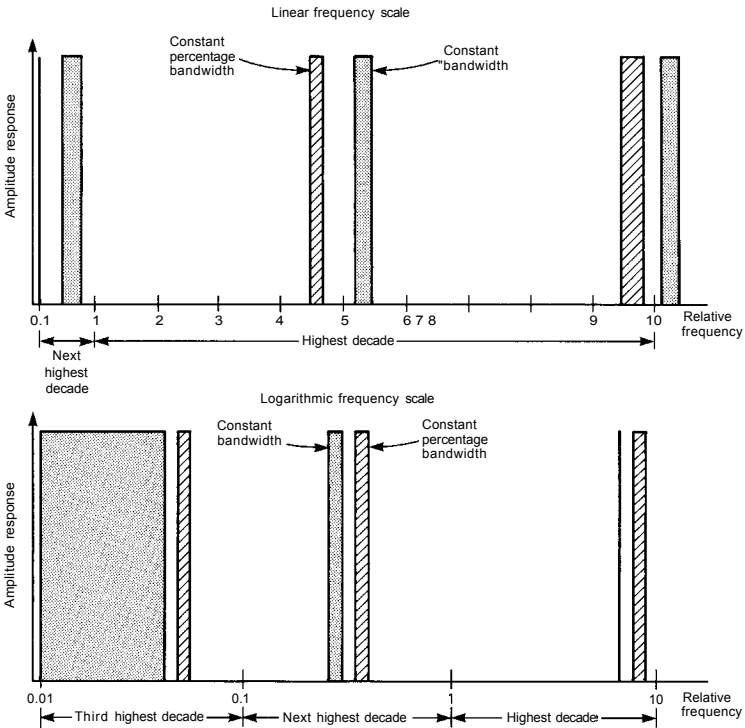 Linear frequency scale
Constant
percentage
bandwidth
Constant
"bandwidth
Amplitude response
0.1 1 2 3 4 5 6 7 8 9 10
Relative
frequency
Next
highest
decade
Highest decade
Logarithmic frequency scale
Constant
bandwidth
Constant
percentage
bandwidth
Amplitude response
0.01 0.1 1 10
Relative
frequency
Third highest decade
Next highest decade
Highest decade